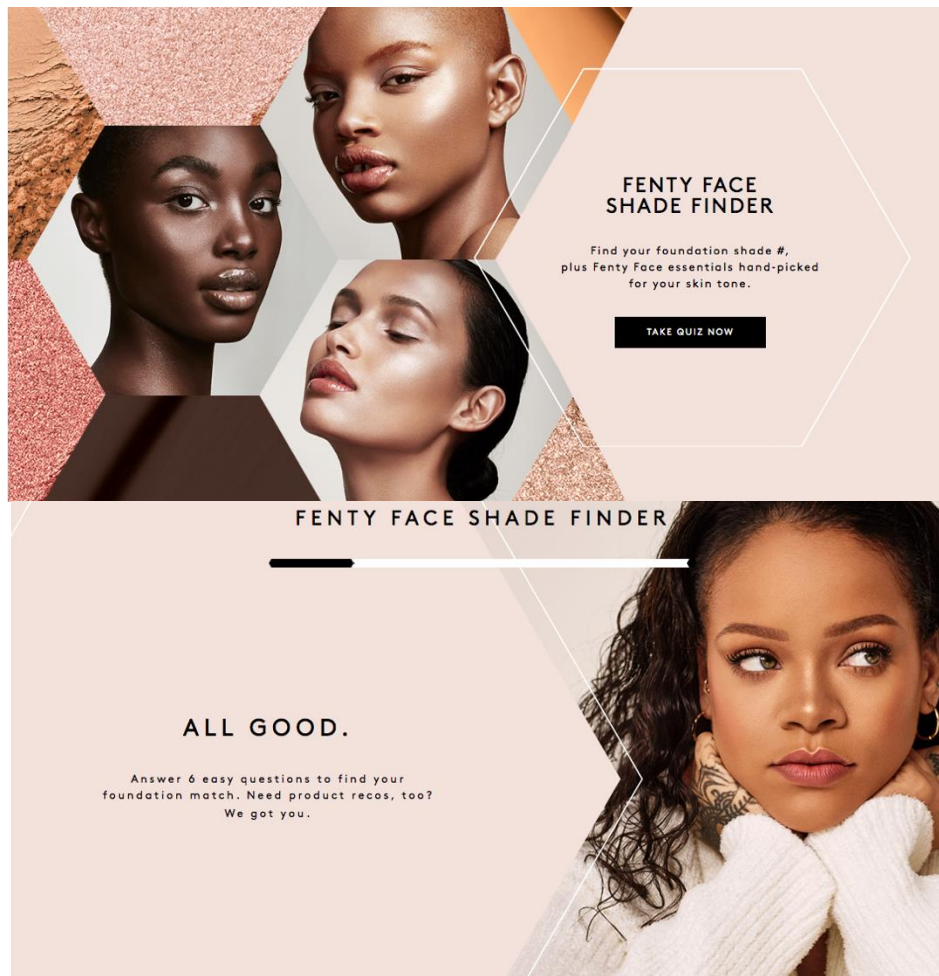 FENTY FACE
SHADE FINDER
Find your foundation shade #,
plus Fenty Face essentials hand-picked
for your skin tone.
TAKE QUIZ NOW
FENTY FACE SHADE FINDER
ALL GOOD.
Answer 6 easy questions to find your
foundation match. Need product recos, too?
We got you.